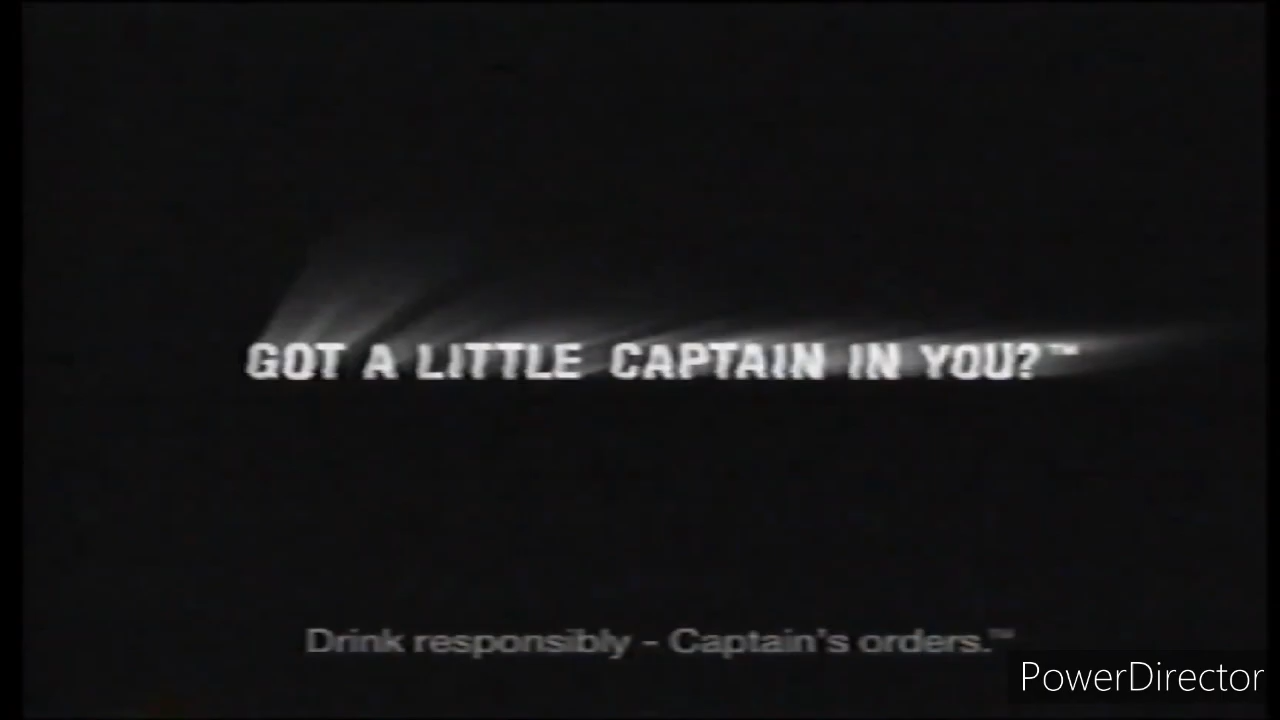 GOT A LITTLE CAPTAIN IN YOU?™
Drink responsibly - Captain's orders.™
PowerDirector